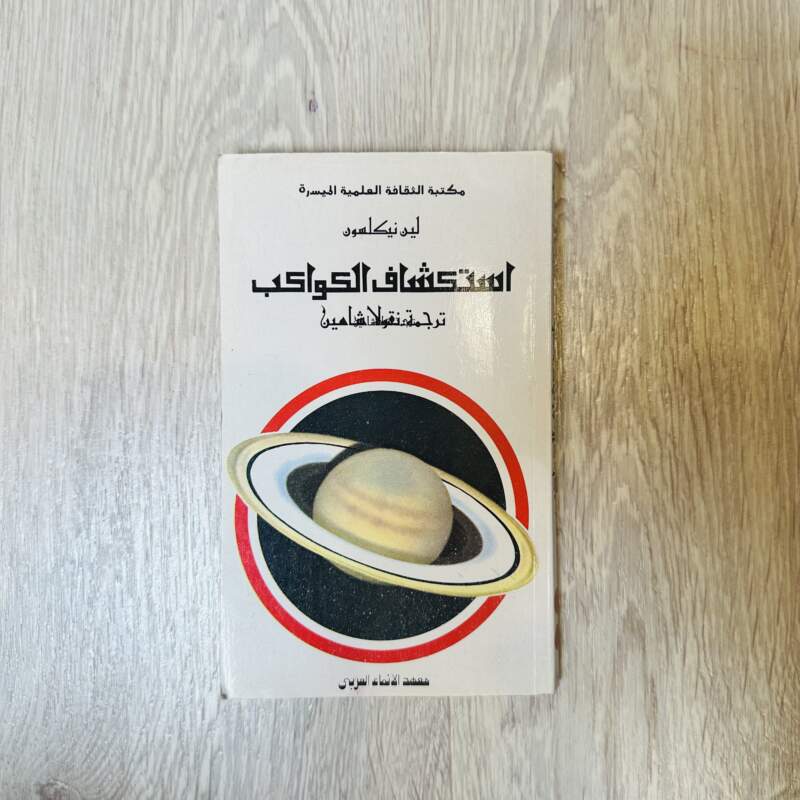 مكتبة الثقافة العلمية الميسرة
لين نيكلسون
استكشاف الكواكب
ترجمة نقولا شاهين
معهد الانماء العربي